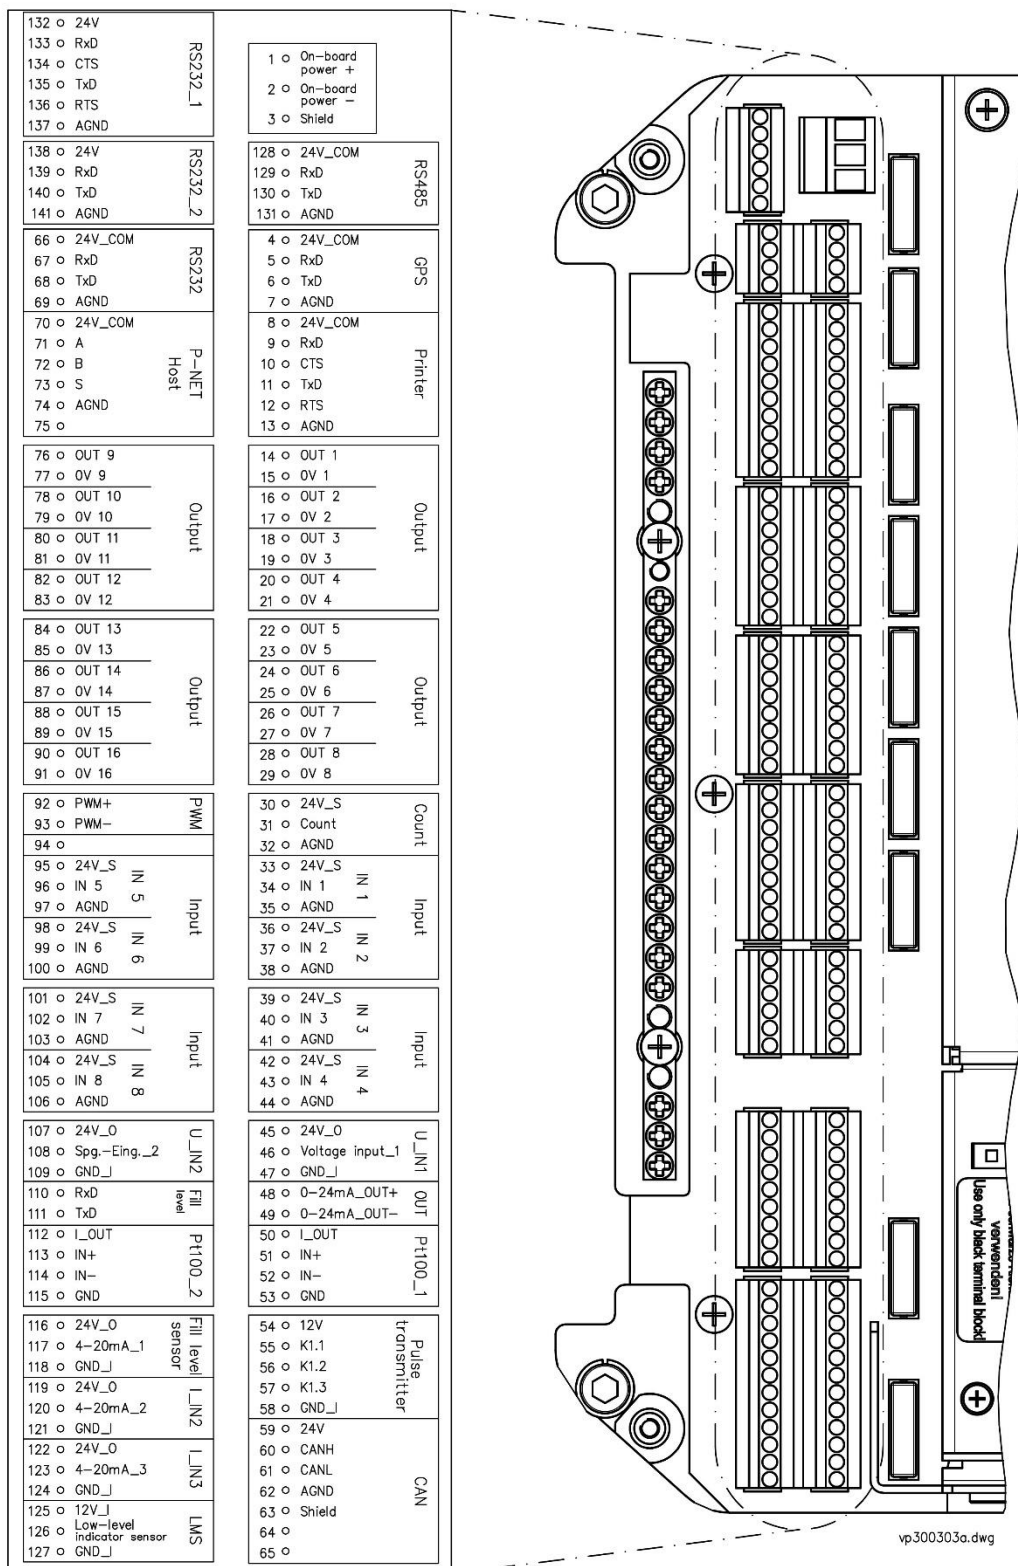 132 24V
133 RxD
134 CTS
135 TxD
136 RTS
137 AGND
RS232_1
138 24V
139 RxD
140 TxD
141 AGND
RS232_2
66 24V_COM
67 RxD
68 TxD
69 AGND
RS232
70 24V_COM
71 A
72 B
73 S
74 AGND
75
P-NET
Host
76 OUT 9
77 0V 9
78 OUT 10
79 0V 10
80 OUT 11
81 0V 11
82 OUT 12
83 0V 12
Output
84 OUT 13
85 0V 13
86 OUT 14
87 0V 14
88 OUT 15
89 0V 15
90 OUT 16
91 0V 16
Output
92 PWM+
93 PWM-
PWM
94
95 24V_S
96 IN 5
97 AGND
IN 5
98 24V_S
99 IN 6
100 AGND
IN 6
Input
101 24V_S
102 IN 7
103 AGND
IN 7
104 24V_S
105 IN 8
106 AGND
IN 8
Input
107 24V_O
108 Spg.-Eing._2
109 GND_I
U_IN2
110 RxD
111 TxD
Fill
level
112 I_OUT
113 IN+
114 IN-
115 GND
Pt100_2
116 24V_O
117 4-20mA_1
118 GND_I
Fill level
sensor
119 24V_O
120 4-20mA_2
121 GND_I
I_IN2
122 24V_O
123 4-20mA_3
124 GND_I
I_IN3
125 12V_I
126 Low-level
indicator sensor
127 GND_I
LMS
1 On-board
power +
2 On-board
power -
3 Shield
128 24V_COM
129 RxD
130 TxD
131 AGND
RS485
4 24V_COM
5 RxD
6 TxD
7 AGND
GPS
8 24V_COM
9 RxD
10 CTS
11 TxD
12 RTS
13 AGND
Printer
14 OUT 1
15 0V 1
16 OUT 2
17 0V 2
18 OUT 3
19 0V 3
20 OUT 4
21 0V 4
Output
22 OUT 5
23 0V 5
24 OUT 6
25 0V 6
26 OUT 7
27 0V 7
28 OUT 8
29 0V 8
Output
30 24V_S
31 Count
32 AGND
Count
33 24V_S
34 IN 1
35 AGND
IN 1
36 24V_S
37 IN 2
38 AGND
IN 2
Input
39 24V_S
40 IN 3
41 AGND
IN 3
42 24V_S
43 IN 4
44 AGND
IN 4
Input
45 24V_O
46 Voltage input_1
47 GND_I
U_IN1
48 0-24mA_OUT+
49 0-24mA_OUT-
OUT
50 I_OUT
51 IN+
52 IN-
53 GND
Pt100_1
54 12V
55 K1.1
56 K1.2
57 K1.3
58 GND_I
Pulse
transmitter
59 24V
60 CANH
61 CANL
62 AGND
63 Shield
64
65
CAN
verwenden!
Use only black terminal block!
vp300303a.dwg